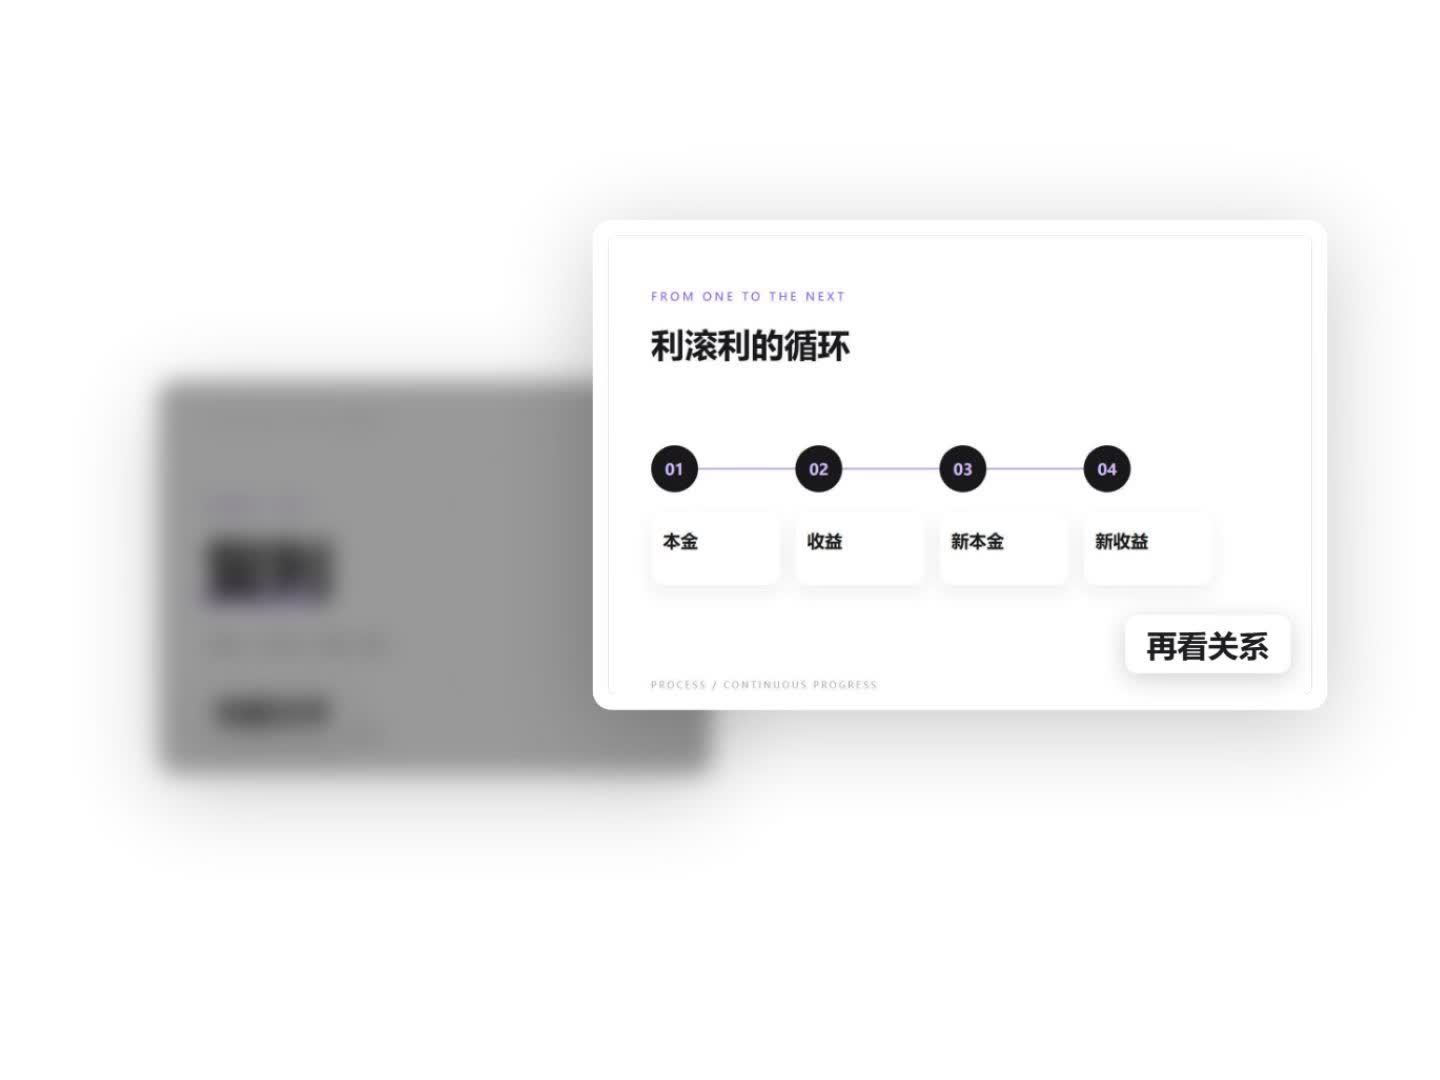 FROM ONE TO THE NEXT
利滚利的循环
01 02 03 04
本金 收益 新本金 新收益
再看关系
PROCESS / CONTINUOUS PROGRESS